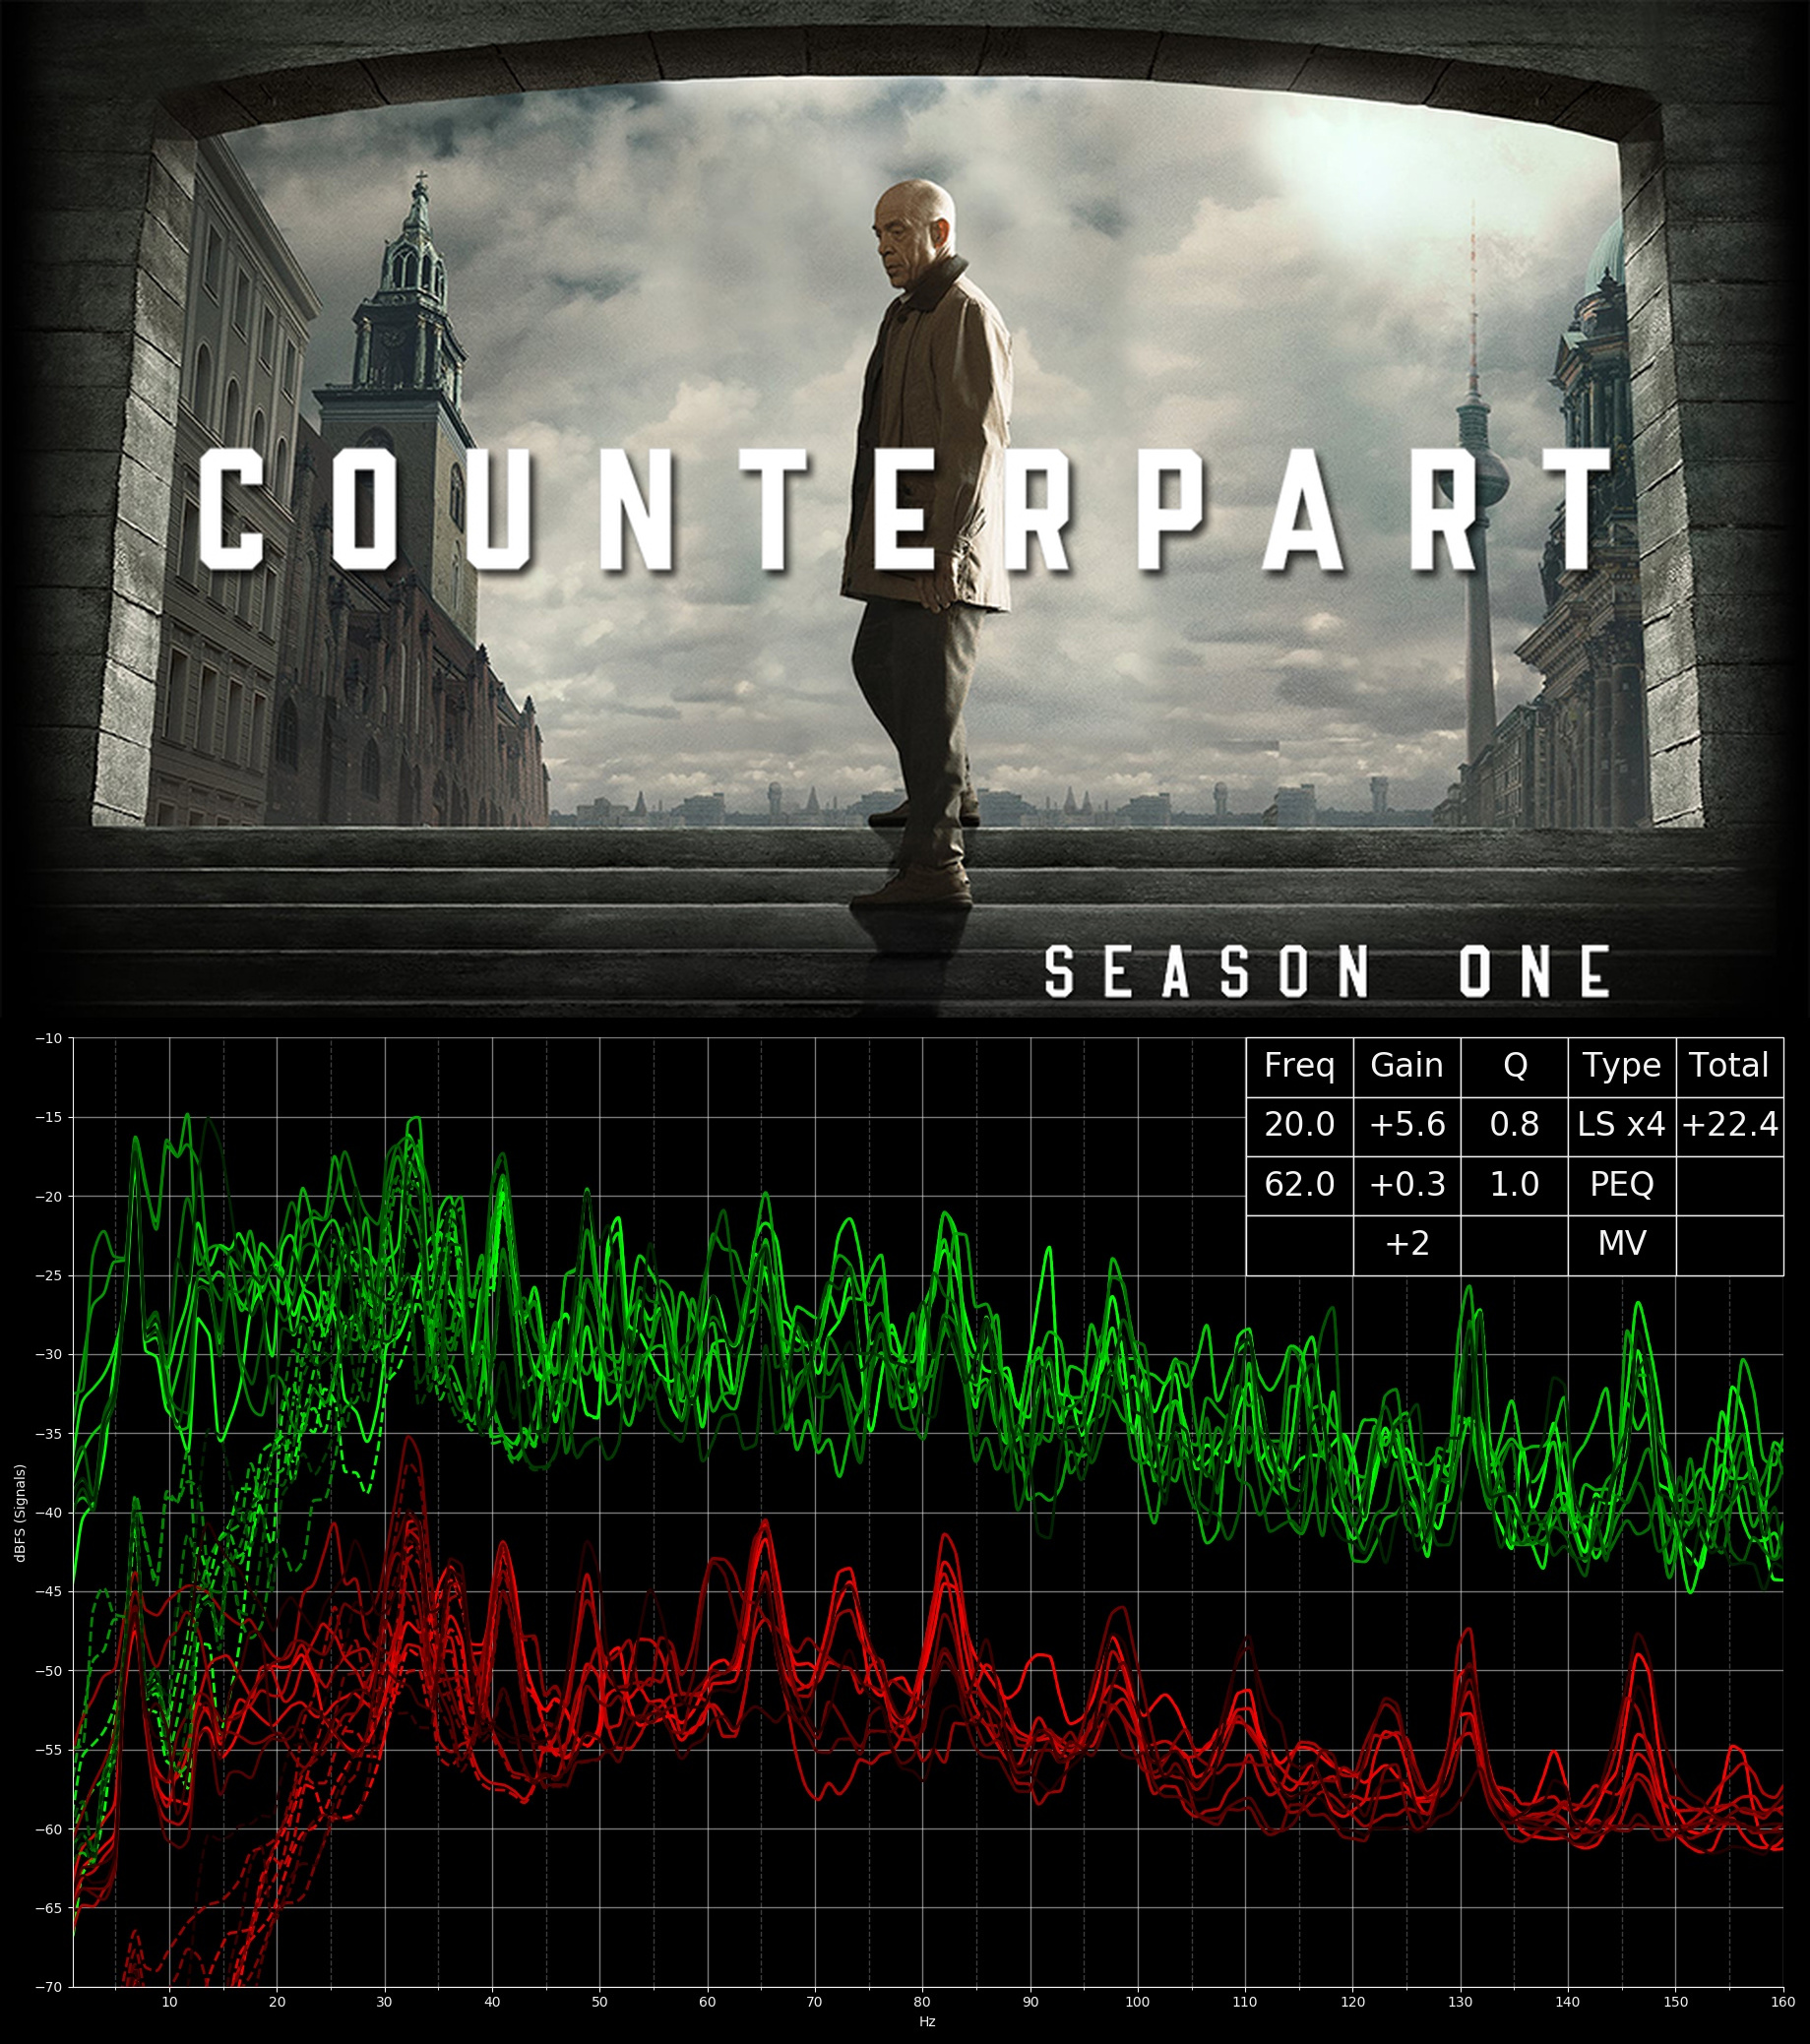 COUNTERPART
SEASON ONE
Freq Gain Q Type Total
20.0 +5.6 0.8 LS x4 +22.4
62.0 +0.3 1.0 PEQ
+2 MV
−10
−15
−20
−25
−30
−35
−40
−45
−50
−55
−60
−65
−70
dBFS (Signals)
10 20 30 40 50 60 70 80 90 100 110 120 130 140 150 160
Hz